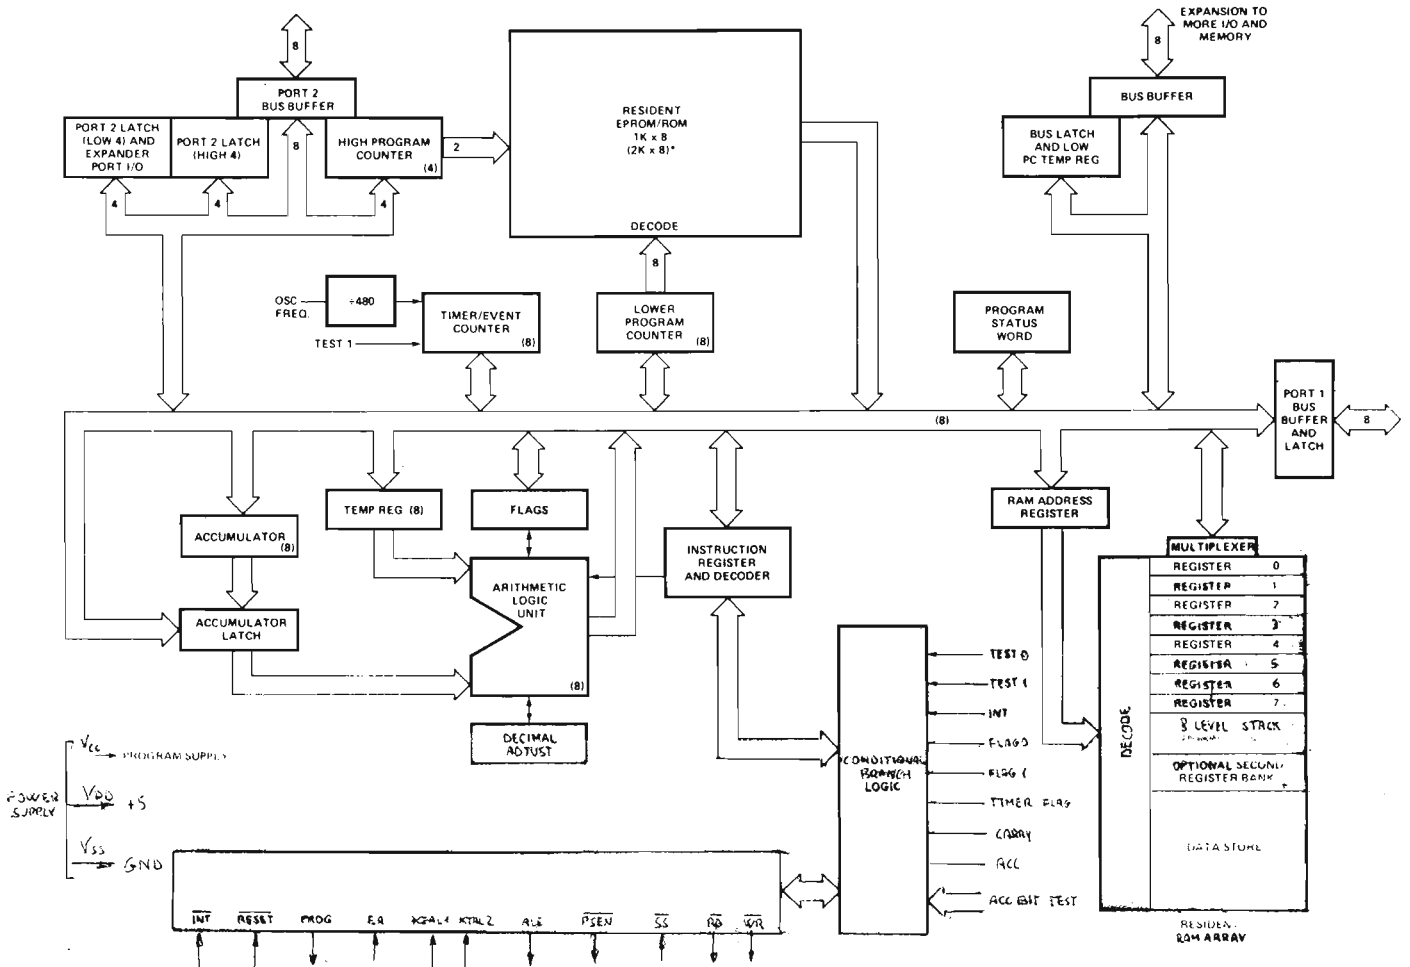 EXPANSION TO
MORE I/O AND
MEMORY
8
8
PORT 2
BUS BUFFER
BUS BUFFER
PORT 2 LATCH
(LOW 4) AND
EXPANDER
PORT I/O
PORT 2 LATCH
(HIGH 4)
8
HIGH PROGRAM
COUNTER
(4)
2
RESIDENT
EPROM/ROM
1K x 8
(2K x 8)*
DECODE
BUS LATCH
AND LOW
PC TEMP REG
4
4
4
8
OSC
FREQ.
÷480
TEST 1
TIMER/EVENT
COUNTER
(8)
LOWER
PROGRAM
COUNTER
(8)
PROGRAM
STATUS
WORD
PORT 1
BUS
BUFFER
AND
LATCH
8
(8)
ACCUMULATOR
(8)
TEMP REG (8)
FLAGS
RAM ADDRESS
REGISTER
INSTRUCTION
REGISTER
AND DECODER
ARITHMETIC
LOGIC
UNIT
(8)
ACCUMULATOR
LATCH
DECIMAL
ADJUST
MULTIPLEXER
DECODE
REGISTER 0
REGISTER 1
REGISTER 2
REGISTER 3
REGISTER 4
REGISTER 5
REGISTER 6
REGISTER 7
8 LEVEL STACK
OPTIONAL SECOND
REGISTER BANK
DATA STORE
RESIDENT
RAM ARRAY
CONDITIONAL
BRANCH
LOGIC
TEST 0
TEST 1
INT
FLAG 0
FLAG 1
TIMER FLAG
CARRY
ACC
ACC BIT TEST
POWER
SUPPLY
VCC
PROGRAM SUPPLY
VDD
+5
VSS
GND
INT RESET PROG EA XTAL1 XTAL2 ALE PSEN SS RD WR